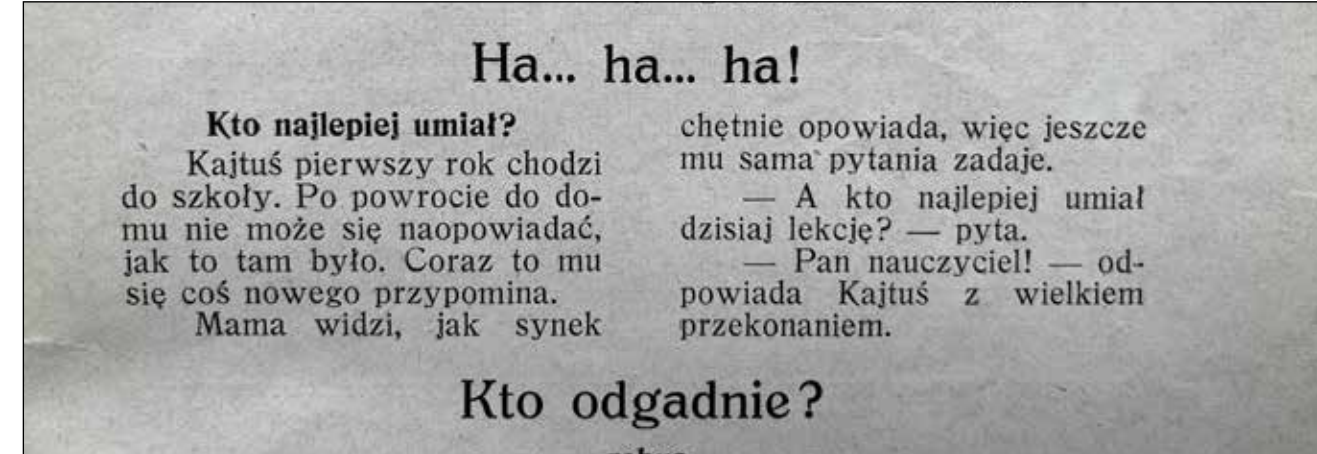 Ha... ha... ha!
Kto najlepiej umiał?
Kajtuś pierwszy rok chodzi
do szkoły. Po powrocie do do-
mu nie może się naopowiadać,
jak to tam było. Coraz to mu
się coś nowego przypomina.
Mama widzi, jak synek
chętnie opowiada, więc jeszcze
mu sama pytania zadaje.
— A kto najlepiej umiał
dzisiaj lekcję? — pyta.
— Pan nauczyciel! — od-
powiada Kajtuś z wielkiem
przekonaniem.
Kto odgadnie?